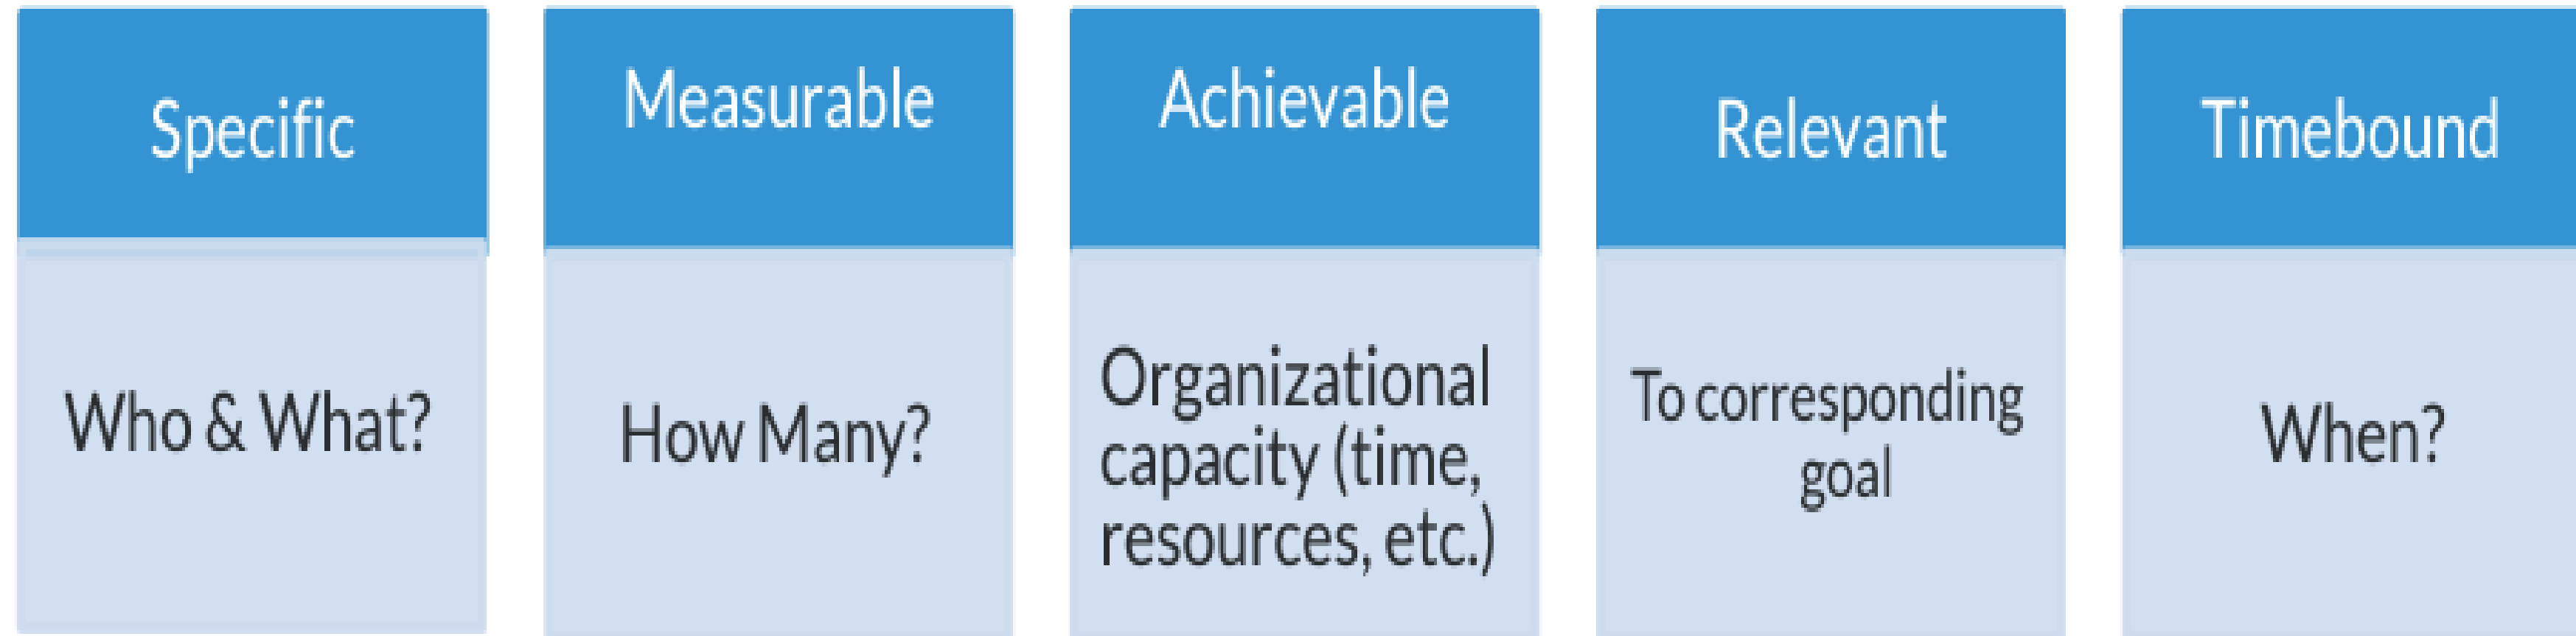 Specific
Who & What?
Measurable
How Many?
Achievable
Organizational
capacity (time,
resources, etc.)
Relevant
To corresponding
goal
Timebound
When?